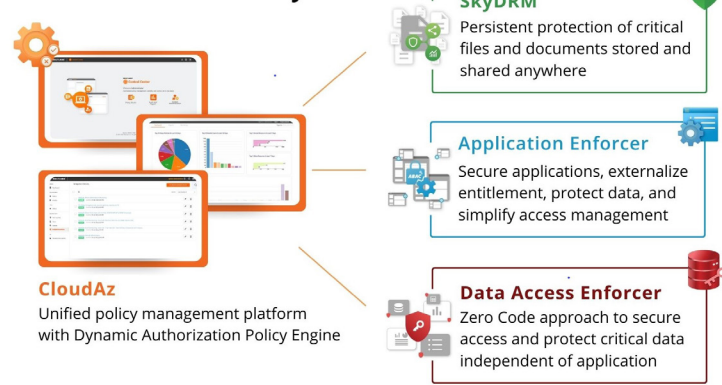 SkyDRM
Persistent protection of critical
files and documents stored and
shared anywhere
Application Enforcer
Secure applications, externalize
entitlement, protect data, and
simplify access management
ABAC
CloudAz
Unified policy management platform
with Dynamic Authorization Policy Engine
Data Access Enforcer
Zero Code approach to secure
access and protect critical data
independent of application